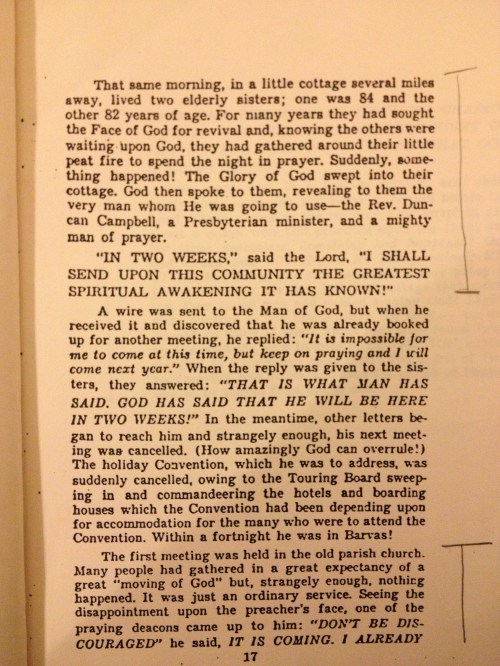 That same morning, in a little cottage several miles
away, lived two elderly sisters; one was 84 and the
other 82 years of age. For many years they had sought
the Face of God for revival and, knowing the others were
waiting upon God, they had gathered around their little
peat fire to spend the night in prayer. Suddenly, some-
thing happened! The Glory of God swept into their
cottage. God then spoke to them, revealing to them the
very man whom He was going to use—the Rev. Dun-
can Campbell, a Presbyterian minister, and a mighty
man of prayer.
"IN TWO WEEKS," said the Lord, "I SHALL
SEND UPON THIS COMMUNITY THE GREATEST
SPIRITUAL AWAKENING IT HAS KNOWN!"
A wire was sent to the Man of God, but when he
received it and discovered that he was already booked
up for another meeting, he replied: "It is impossible for
me to come at this time, but keep on praying and I will
come next year." When the reply was given to the sis-
ters, they answered: "THAT IS WHAT MAN HAS
SAID. GOD HAS SAID THAT HE WILL BE HERE
IN TWO WEEKS!" In the meantime, other letters be-
gan to reach him and strangely enough, his next meet-
ing was cancelled. (How amazingly God can overrule!)
The holiday Convention, which he was to address, was
suddenly cancelled, owing to the Touring Board sweep-
ing in and commandeering the hotels and boarding
houses which the Convention had been depending upon
for accommodation for the many who were to attend the
Convention. Within a fortnight he was in Barvas!
The first meeting was held in the old parish church.
Many people had gathered in a great expectancy of a
great "moving of God" but, strangely enough, nothing
happened. It was just an ordinary service. Seeing the
disappointment upon the preacher's face, one of the
praying deacons came up to him: "DON'T BE DIS-
COURAGED" he said, IT IS COMING. I ALREADY
17